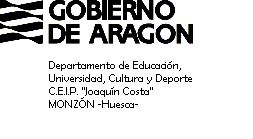 GOBIERNO
DE ARAGON
Departamento de Educación,
Universidad, Cultura y Deporte
C.E.I.P. "Joaquín Costa"
MONZÓN -Huesca-